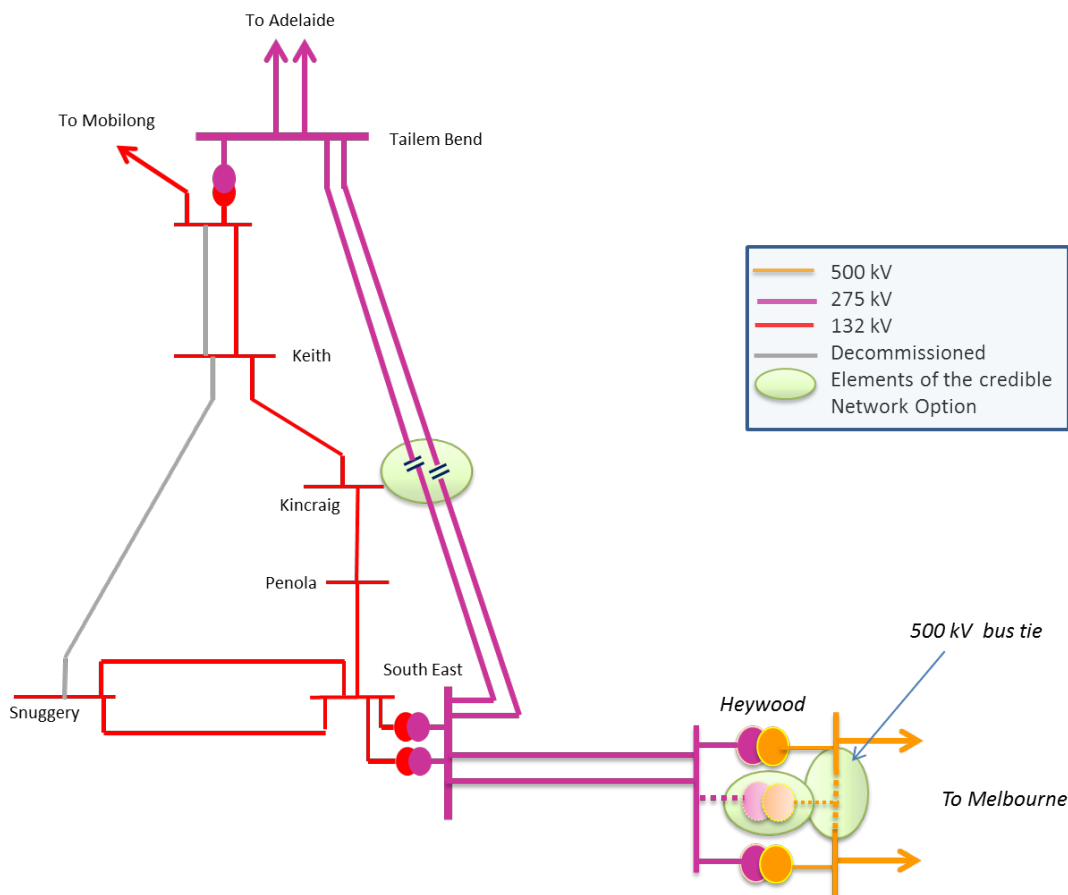 To Adelaide
To Mobilong
Tailem Bend
500 kV
275 kV
132 kV
Decommissioned
Elements of the credible
Network Option
Keith
Kincraig
Penola
500 kV bus tie
South East
Snuggery
Heywood
To Melbourne